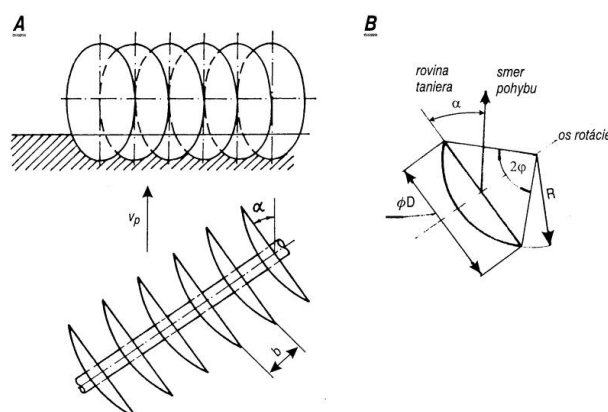 A
B
rovina
taniera
smer
pohybu
α
os rotácie
2φ
R
ϕD
v_p
α
b